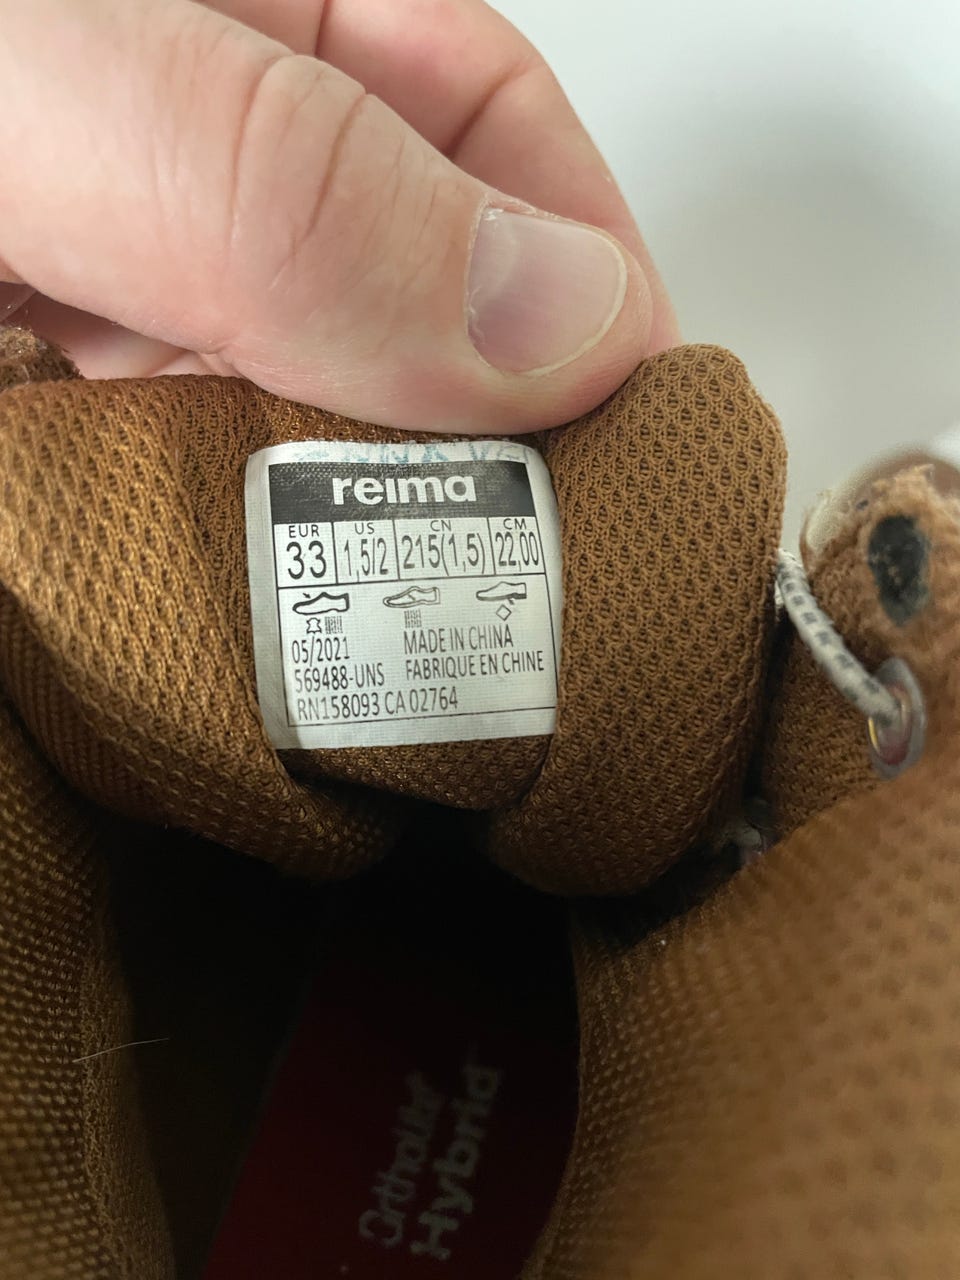 reima
EUR US CN CM
33 1,5/2 215(1,5) 22,00
05/2021 MADE IN CHINA
569488-UNS FABRIQUE EN CHINE
RN158093 CA 02764
Hybrid